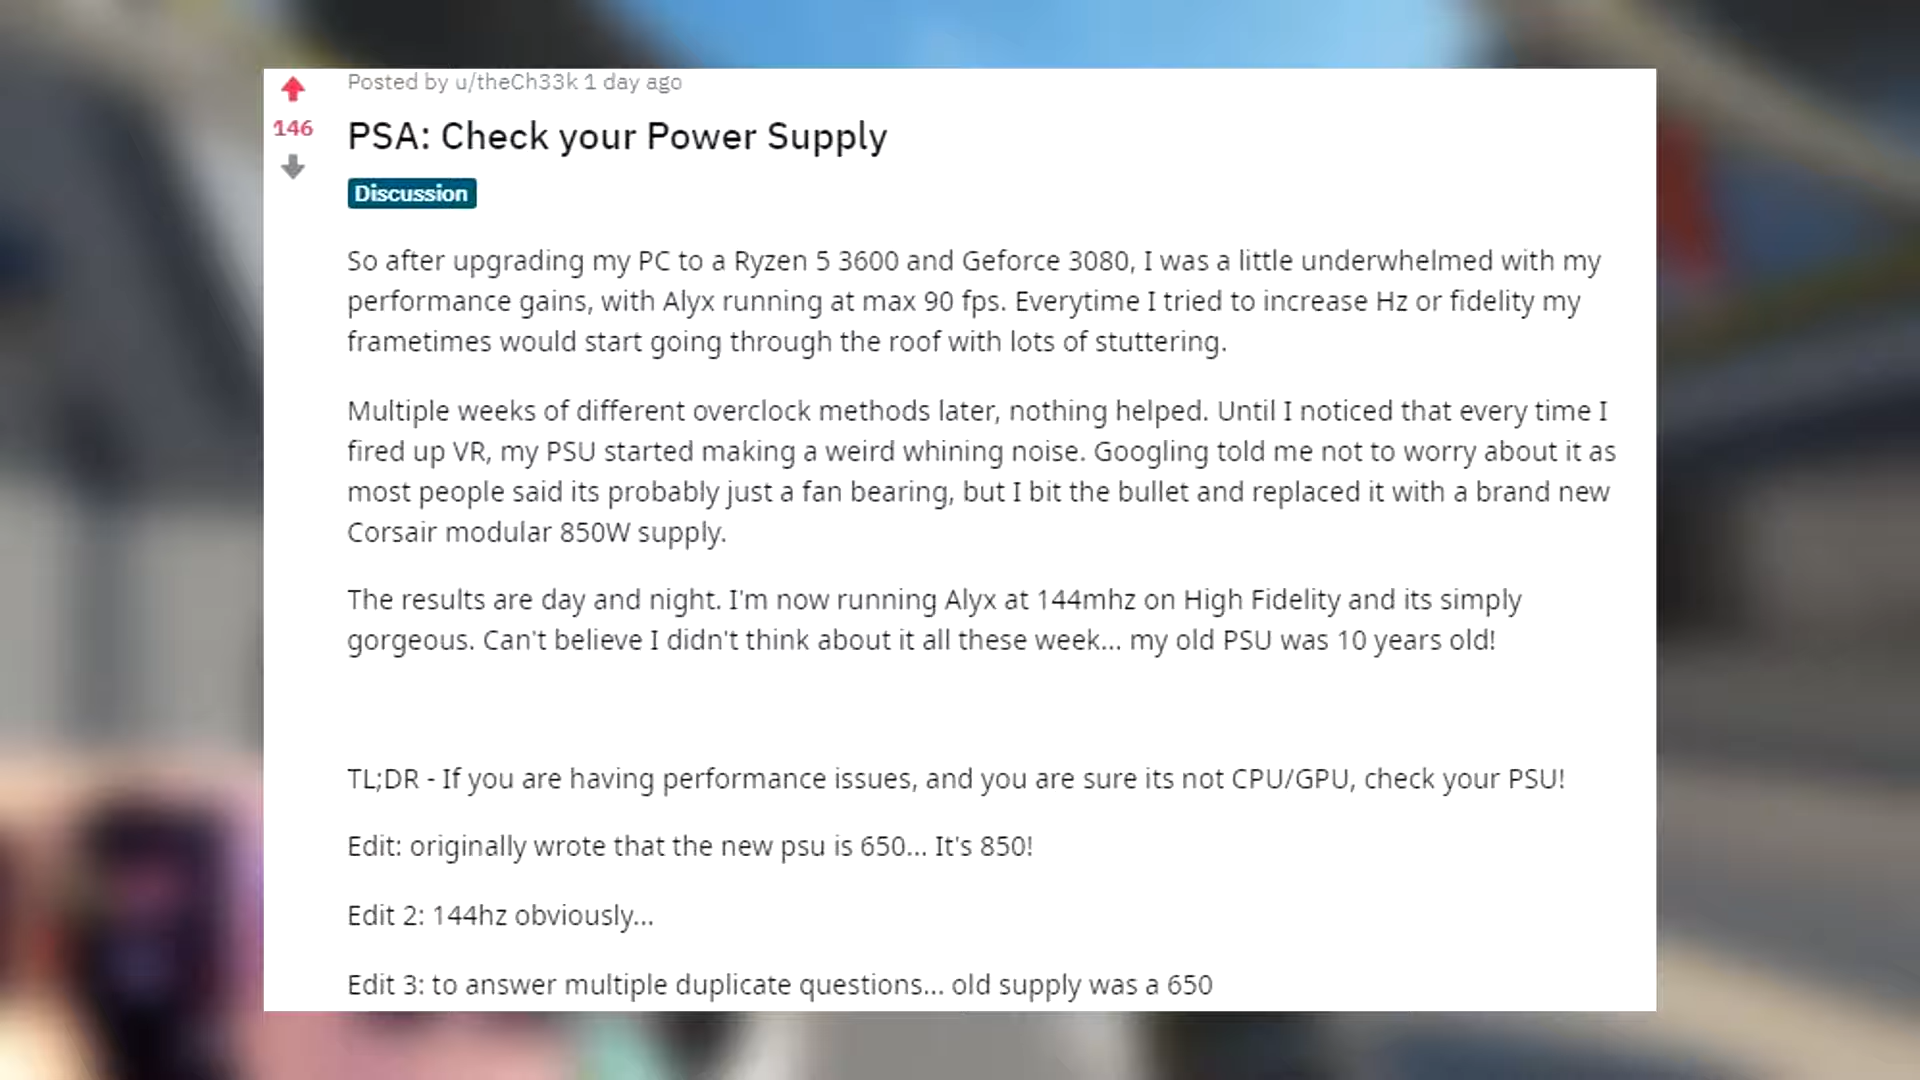 Posted by u/theCh33k 1 day ago
146
PSA: Check your Power Supply
Discussion
So after upgrading my PC to a Ryzen 5 3600 and Geforce 3080, I was a little underwhelmed with my
performance gains, with Alyx running at max 90 fps. Everytime I tried to increase Hz or fidelity my
frametimes would start going through the roof with lots of stuttering.
Multiple weeks of different overclock methods later, nothing helped. Until I noticed that every time I
fired up VR, my PSU started making a weird whining noise. Googling told me not to worry about it as
most people said its probably just a fan bearing, but I bit the bullet and replaced it with a brand new
Corsair modular 850W supply.
The results are day and night. I'm now running Alyx at 144mhz on High Fidelity and its simply
gorgeous. Can't believe I didn't think about it all these week... my old PSU was 10 years old!
TL;DR - If you are having performance issues, and you are sure its not CPU/GPU, check your PSU!
Edit: originally wrote that the new psu is 650... It's 850!
Edit 2: 144hz obviously...
Edit 3: to answer multiple duplicate questions... old supply was a 650